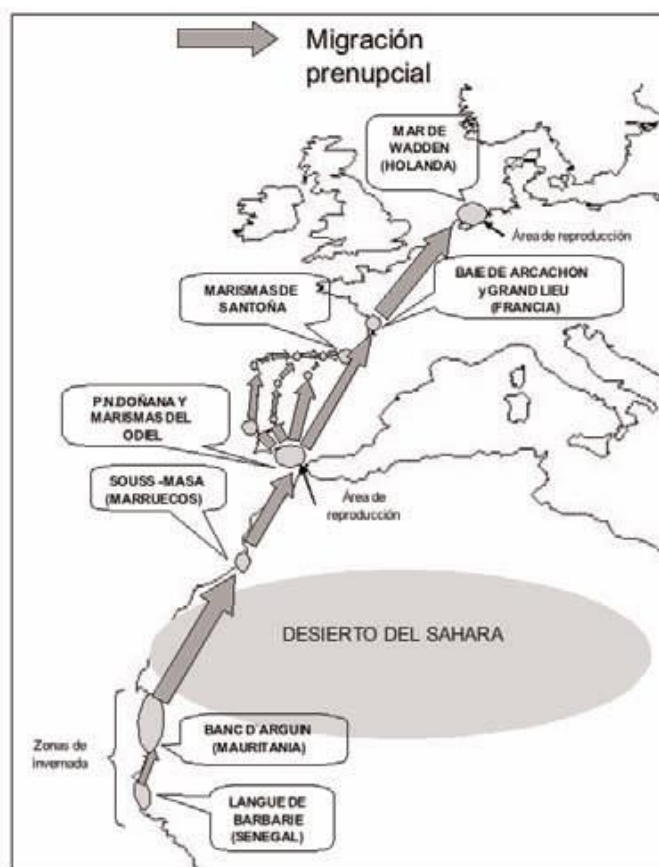 Migración
prenupcial
MAR DE
WADDEN
(HOLANDA)
Área de reproducción
BAIE DE ARCACHON
y GRAND LIEU
(FRANCIA)
MARISMAS DE
SANTOÑA
P.N.DOÑANA Y
MARISMAS DEL
ODIEL
SOUSS-MASA
(MARRUECOS)
Área de
reproducción
DESIERTO DEL SAHARA
Zonas de
invernada
BANC D'ARGUIN
(MAURITANIA)
LANGUE DE
BARBARIE
(SENEGAL)